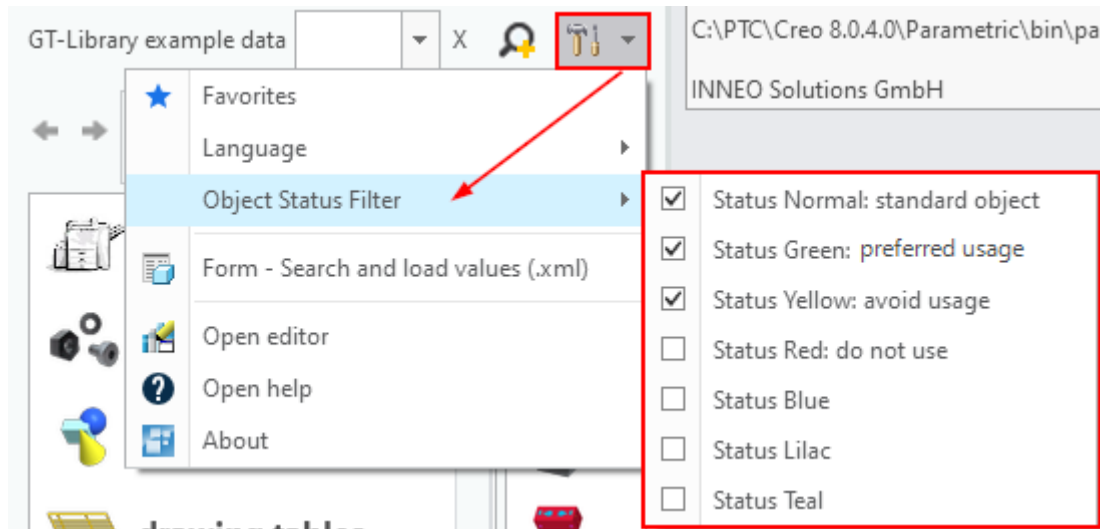 GT-Library example data X
C:\PTC\Creo 8.0.4.0\Parametric\bin\pa
INNEO Solutions GmbH
Favorites
Language
Object Status Filter
Form - Search and load values (.xml)
Open editor
Open help
About
Status Normal: standard object
Status Green: preferred usage
Status Yellow: avoid usage
Status Red: do not use
Status Blue
Status Lilac
Status Teal
drawing tables